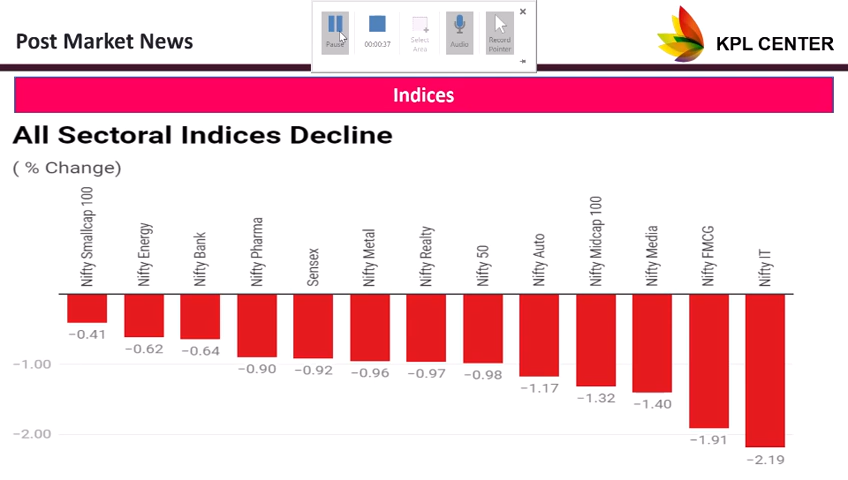 Post Market News
Pause
00:00:37
Select
Area
Audio
Record
Pointer
KPL CENTER
Indices
All Sectoral Indices Decline
( % Change)
Nifty Smallcap 100
Nifty Energy
Nifty Bank
Nifty Pharma
Sensex
Nifty Metal
Nifty Realty
Nifty 50
Nifty Auto
Nifty Midcap 100
Nifty Media
Nifty FMCG
Nifty IT
−0.41
−0.62
−0.64
−0.90
−0.92
−0.96
−0.97
−0.98
−1.17
−1.32
−1.40
−1.91
−2.19
−1.00
−2.00